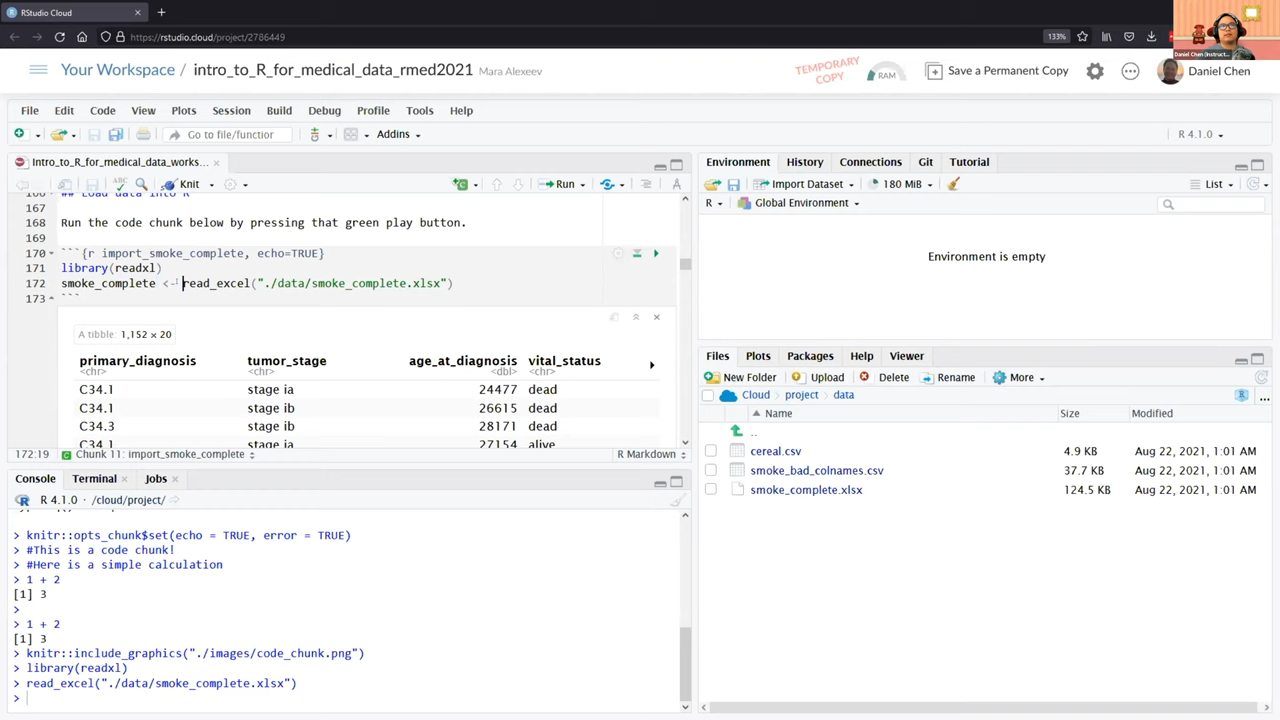 RStudio Cloud
https://rstudio.cloud/project/2786449
133%
Daniel Chen (Instruct...
Your Workspace / intro_to_R_for_medical_data_rmed2021 Mara Alexeev
TEMPORARY COPY
RAM
Save a Permanent Copy
Daniel Chen
File Edit Code View Plots Session Build Debug Profile Tools Help
Go to file/function
Addins
R 4.1.0
Intro_to_R_for_medical_data_works...
Knit
Run
166 ## Load data into R
167
168 Run the code chunk below by pressing that green play button.
169
170 ```{r import_smoke_complete, echo=TRUE}
171 library(readxl)
172 smoke_complete <- read_excel("./data/smoke_complete.xlsx")
173 ```
A tibble: 1,152 × 20
primary_diagnosis tumor_stage age_at_diagnosis vital_status
<chr> <chr> <dbl> <chr>
C34.1 stage ia 24477 dead
C34.1 stage ib 26615 dead
C34.3 stage ib 28171 dead
C34.1 stage ia 27154 alive
172:19 Chunk 11: import_smoke_complete R Markdown
Console Terminal Jobs
R 4.1.0 · /cloud/project/
> knitr::opts_chunk$set(echo = TRUE, error = TRUE)
> #This is a code chunk!
> #Here is a simple calculation
> 1 + 2
[1] 3
>
> 1 + 2
[1] 3
> knitr::include_graphics("./images/code_chunk.png")
> library(readxl)
> read_excel("./data/smoke_complete.xlsx")
>
Environment History Connections Git Tutorial
Import Dataset 180 MiB List
R Global Environment
Environment is empty
Files Plots Packages Help Viewer
New Folder Upload Delete Rename More
Cloud project data
Name Size Modified
..
cereal.csv 4.9 KB Aug 22, 2021, 1:01 AM
smoke_bad_colnames.csv 37.7 KB Aug 22, 2021, 1:01 AM
smoke_complete.xlsx 124.5 KB Aug 22, 2021, 1:01 AM